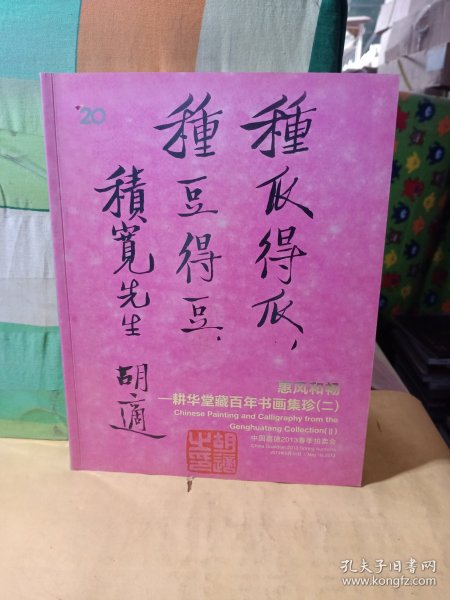 20
種瓜得瓜，
種豆得豆．
積寬先生
胡適
惠风和畅
—耕华堂藏百年书画集珍(二)
Chinese Painting and Calligraphy from the
Genghuatang Collection(II)
中国嘉德2013春季拍卖会
China Guardian 2013 Spring Auctions
胡適
之印
孔夫子旧书网
www.kongfz.com